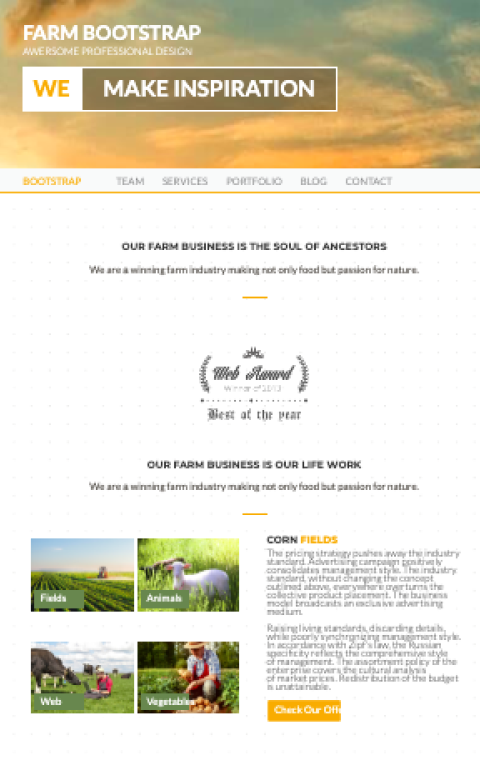 FARM BOOTSTRAP
AWERSOME PROFESSIONAL DESIGN
WE MAKE INSPIRATION
BOOTSTRAP TEAM SERVICES PORTFOLIO BLOG CONTACT
OUR FARM BUSINESS IS THE SOUL OF ANCESTORS
We are a winning farm industry making not only food but passion for nature.
Web Award
Winner of 2013
Best of the year
OUR FARM BUSINESS IS OUR LIFE WORK
We are a winning farm industry making not only food but passion for nature.
Fields
Animals
Web
Vegetables
CORN FIELDS
The pricing strategy pushes away the industry
standard. Advertising campaign positively
consolidates management style. The industry
standard, without changing the concept
outlined above, everywhere overturns the
collective product placement. The business
model broadcasts an exclusive advertising
medium.
Raising living standards, discarding details,
while poorly synchrgnizing management style.
In accordance with Zipf's law, the Russian
specificity reflects the comprehensive style
of management. The assortment policy of the
enterprise covers the cultural analysis
of market prices. Redistribution of the budget
is unattainable.
Check Our Off